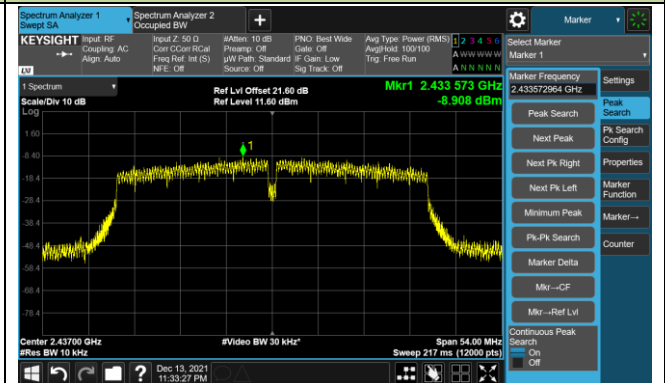 Spectrum Analyzer 1
Swept SA
Spectrum Analyzer 2
Occupied BW
+
Marker
KEYSIGHT
Input: RF
Coupling: AC
Align: Auto
Input Z: 50 Ω
Corr CCorr RCal
Freq Ref: Int (S)
NFE: Off
#Atten: 10 dB
Preamp: Off
µW Path: Standard
Source: Off
PNO: Best Wide
Gate: Off
IF Gain: Low
Sig Track: Off
Avg Type: Power (RMS)
Avg|Hold: 100/100
Trig: Free Run
1 2 3 4 5 6
A W W W W W
A N N N N N
LXI
Select Marker
Marker 1
1 Spectrum
Scale/Div 10 dB
Log
Ref Lvl Offset 21.60 dB
Ref Level 11.60 dBm
Mkr1 2.433 573 GHz
-8.908 dBm
1
1.60
-8.40
-18.4
-28.4
-38.4
-48.4
-58.4
-68.4
-78.4
Center 2.43700 GHz
#Res BW 10 kHz
#Video BW 30 kHz*
Span 54.00 MHz
Sweep 217 ms (12000 pts)
Marker Frequency
2.433572964 GHz
Peak Search
Next Peak
Next Pk Right
Next Pk Left
Minimum Peak
Pk-Pk Search
Marker Delta
Mkr→CF
Mkr→Ref Lvl
Continuous Peak
Search
On
Off
Settings
Peak
Search
Pk Search
Config
Properties
Marker
Function
Marker→
Counter
?
Dec 13, 2021
11:33:27 PM